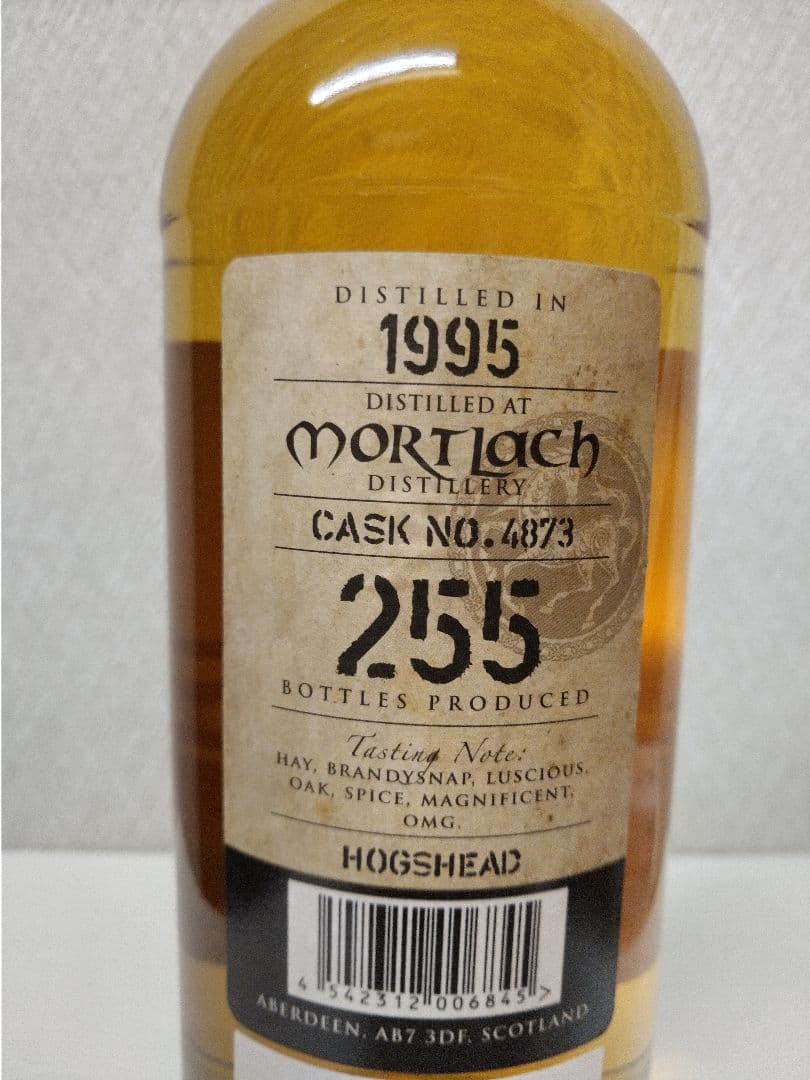 DISTILLED IN
1995
DISTILLED AT
MORTLACH
DISTILLERY
CASK NO. 4873
255
BOTTLES PRODUCED
Tasting Note:
HAY, BRANDYSNAP, LUSCIOUS,
OAK, SPICE, MAGNIFICENT,
OMG.
HOGSHEAD
4 542312 006845 >
ABERDEEN, AB7 3DF, SCOTLAND